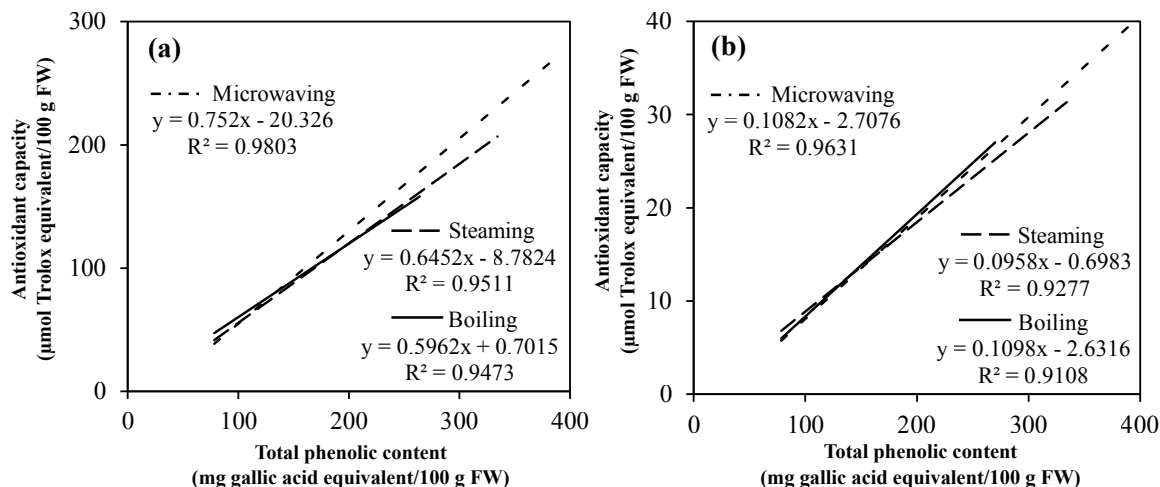 (a)
Antioxidant capacity
(μmol Trolox equivalent/100 g FW)
300
200
100
0
Microwaving
y = 0.752x - 20.326
R² = 0.9803
Steaming
y = 0.6452x - 8.7824
R² = 0.9511
Boiling
y = 0.5962x + 0.7015
R² = 0.9473
0 100 200 300 400
Total phenolic content
(mg gallic acid equivalent/100 g FW)
(b)
Antioxidant capacity
(μmol Trolox equivalent/100 g FW)
40
30
20
10
0
Microwaving
y = 0.1082x - 2.7076
R² = 0.9631
Steaming
y = 0.0958x - 0.6983
R² = 0.9277
Boiling
y = 0.1098x - 2.6316
R² = 0.9108
0 100 200 300 400
Total phenolic content
(mg gallic acid equivalent/100 g FW)